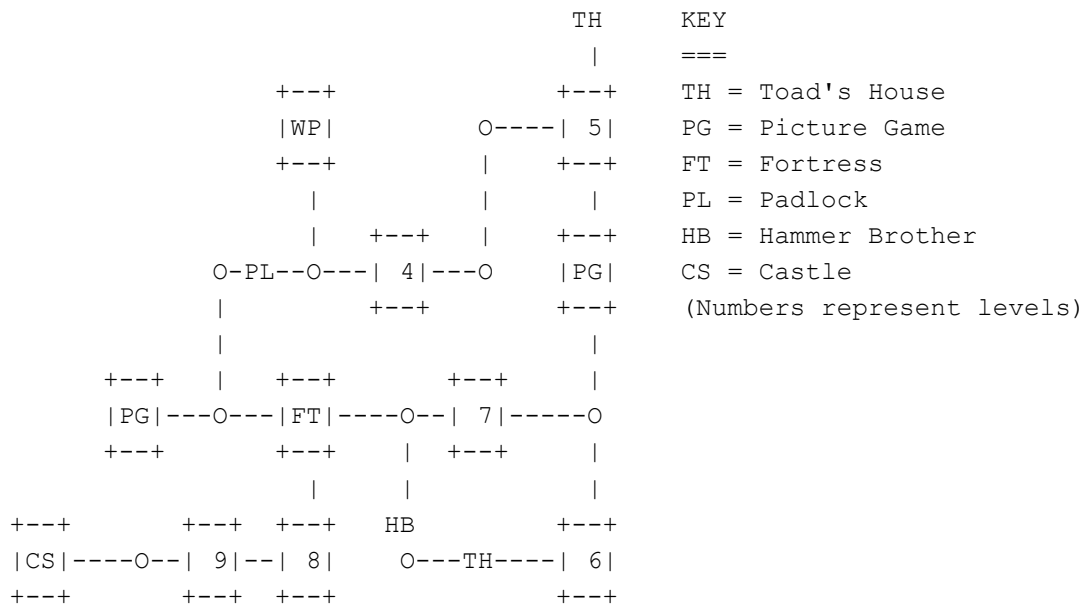 TH     KEY
                                        |     ===
                  +--+               +--+     TH = Toad's House
                  |WP|          O----| 5|     PG = Picture Game
                  +--+          |    +--+     FT = Fortress
                    |           |      |      PL = Padlock
                    |   +--+    |    +--+     HB = Hammer Brother
              O-PL--O---| 4|---O     |PG|     CS = Castle
              |         +--+         +--+     (Numbers represent levels)
              |                        |
      +--+    |   +--+       +--+      |
      |PG|---O---|FT|----O--| 7|-----O
      +--+       +--+    |  +--+     |
                   |     |           |
+--+       +--+  +--+   HB         +--+
|CS|----O--| 9|--| 8|    O---TH----| 6|
+--+       +--+  +--+              +--+